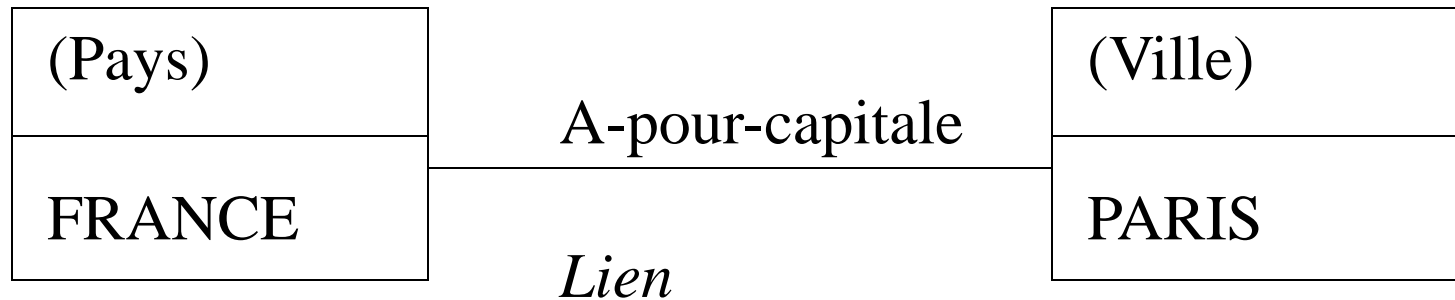 (Pays)
(Ville)
A-pour-capitale
FRANCE
PARIS
Lien